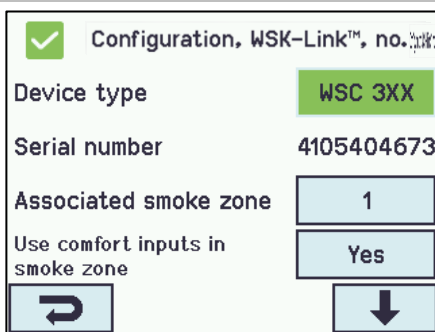 Configuration, WSK-Link™, no.
Device type WSC 3XX
Serial number 4105404673
Associated smoke zone 1
Use comfort inputs in
smoke zone Yes